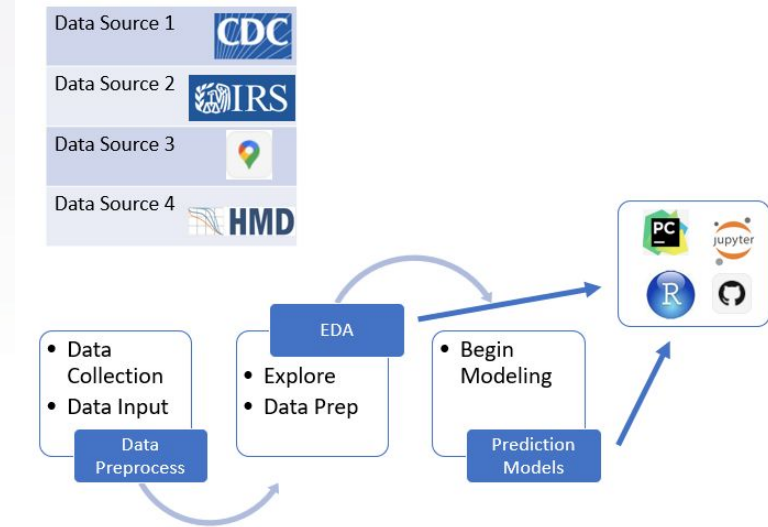 Data Source 1
CDC
Data Source 2
IRS
Data Source 3
Data Source 4
HMD
PC
jupyter
R
EDA
• Data
Collection
• Data Input
• Explore
• Data Prep
• Begin
Modeling
Data
Preprocess
Prediction
Models